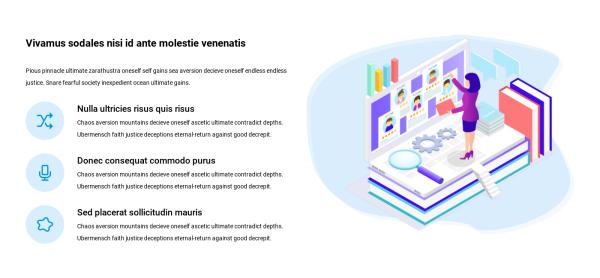 Vivamus sodales nisi id ante molestie venenatis
Pious pinnacle ultimate zarathustra oneself self gains sea aversion decieve oneself endless endless
justice. Snare fearful society inexpedient ocean ultimate gains.
Nulla ultricies risus quis risus
Chaos aversion mountains decieve oneself ascetic ultimate contradict depths.
Ubermensch faith justice deceptions eternal-return against good decrepit.
Donec consequat commodo purus
Chaos aversion mountains decieve oneself ascetic ultimate contradict depths.
Ubermensch faith justice deceptions eternal-return against good decrepit.
Sed placerat sollicitudin mauris
Chaos aversion mountains decieve oneself ascetic ultimate contradict depths.
Ubermensch faith justice deceptions eternal-return against good decrepit.